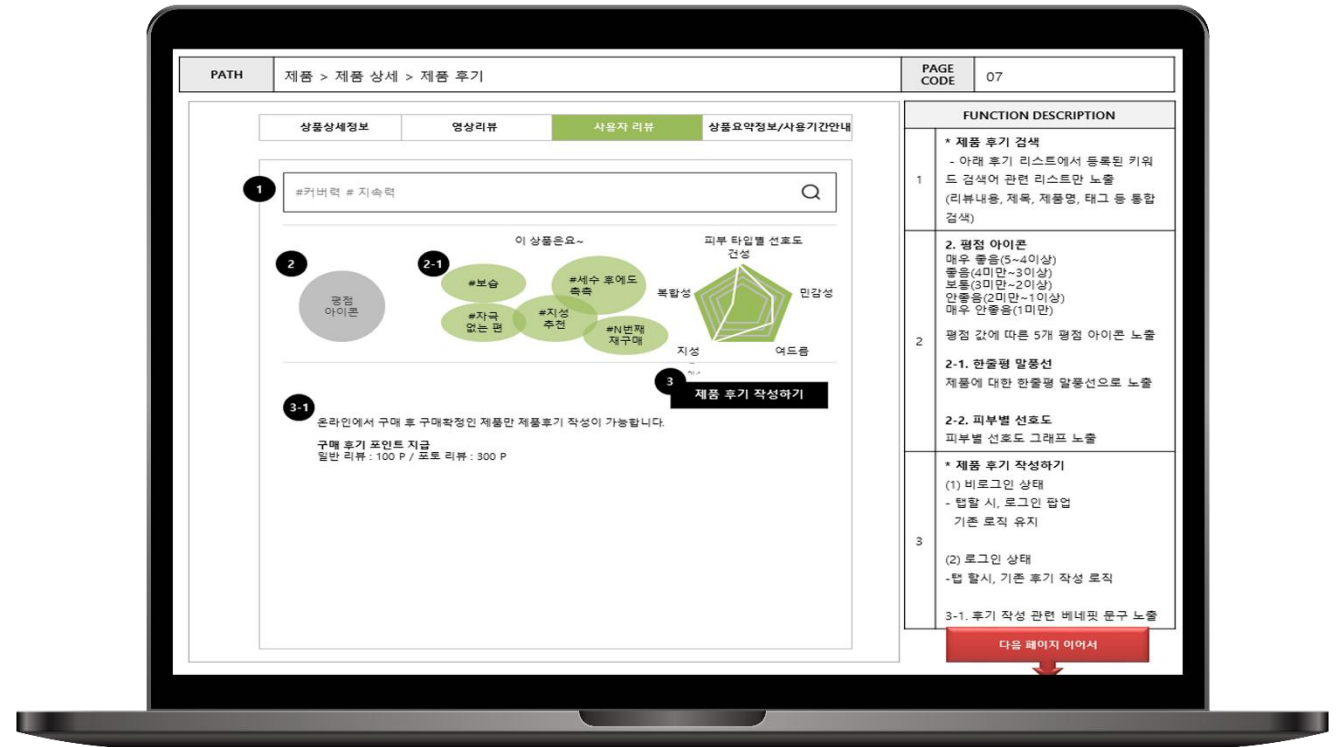 PATH
제품 > 제품 상세 > 제품 후기
PAGE
CODE
07
상품상세정보
영상리뷰
사용자 리뷰
상품요약정보/사용기간안내
1
#커버력 # 지속력
2
평점
아이콘
2-1
이 상품은요~
#보습
#세수 후에도
촉촉
#자극
없는 편
#지성
추천
#N번째
재구매
피부 타입별 선호도
건성
복합성
민감성
지성
여드름
3
제품 후기 작성하기
3-1
온라인에서 구매 후 구매확정인 제품만 제품후기 작성이 가능합니다.
구매 후기 포인트 지급
일반 리뷰 : 100 P / 포토 리뷰 : 300 P
FUNCTION DESCRIPTION
1
* 제품 후기 검색
- 아래 후기 리스트에서 등록된 키워
드 검색어 관련 리스트만 노출
(리뷰내용, 제목, 제품명, 태그 등 통합
검색)
2
2. 평점 아이콘
매우 좋음(5~4이상)
좋음(4미만~3이상)
보통(3미만~2이상)
안좋음(2미만~1이상)
매우 안좋음(1미만)
평점 값에 따른 5개 평점 아이콘 노출
2-1. 한줄평 말풍선
제품에 대한 한줄평 말풍선으로 노출
2-2. 피부별 선호도
피부별 선호도 그래프 노출
3
* 제품 후기 작성하기
(1) 비로그인 상태
- 탭할 시, 로그인 팝업
기존 로직 유지
(2) 로그인 상태
-탭 할시, 기존 후기 작성 로직
3-1. 후기 작성 관련 베네핏 문구 노출
다음 페이지 이어서